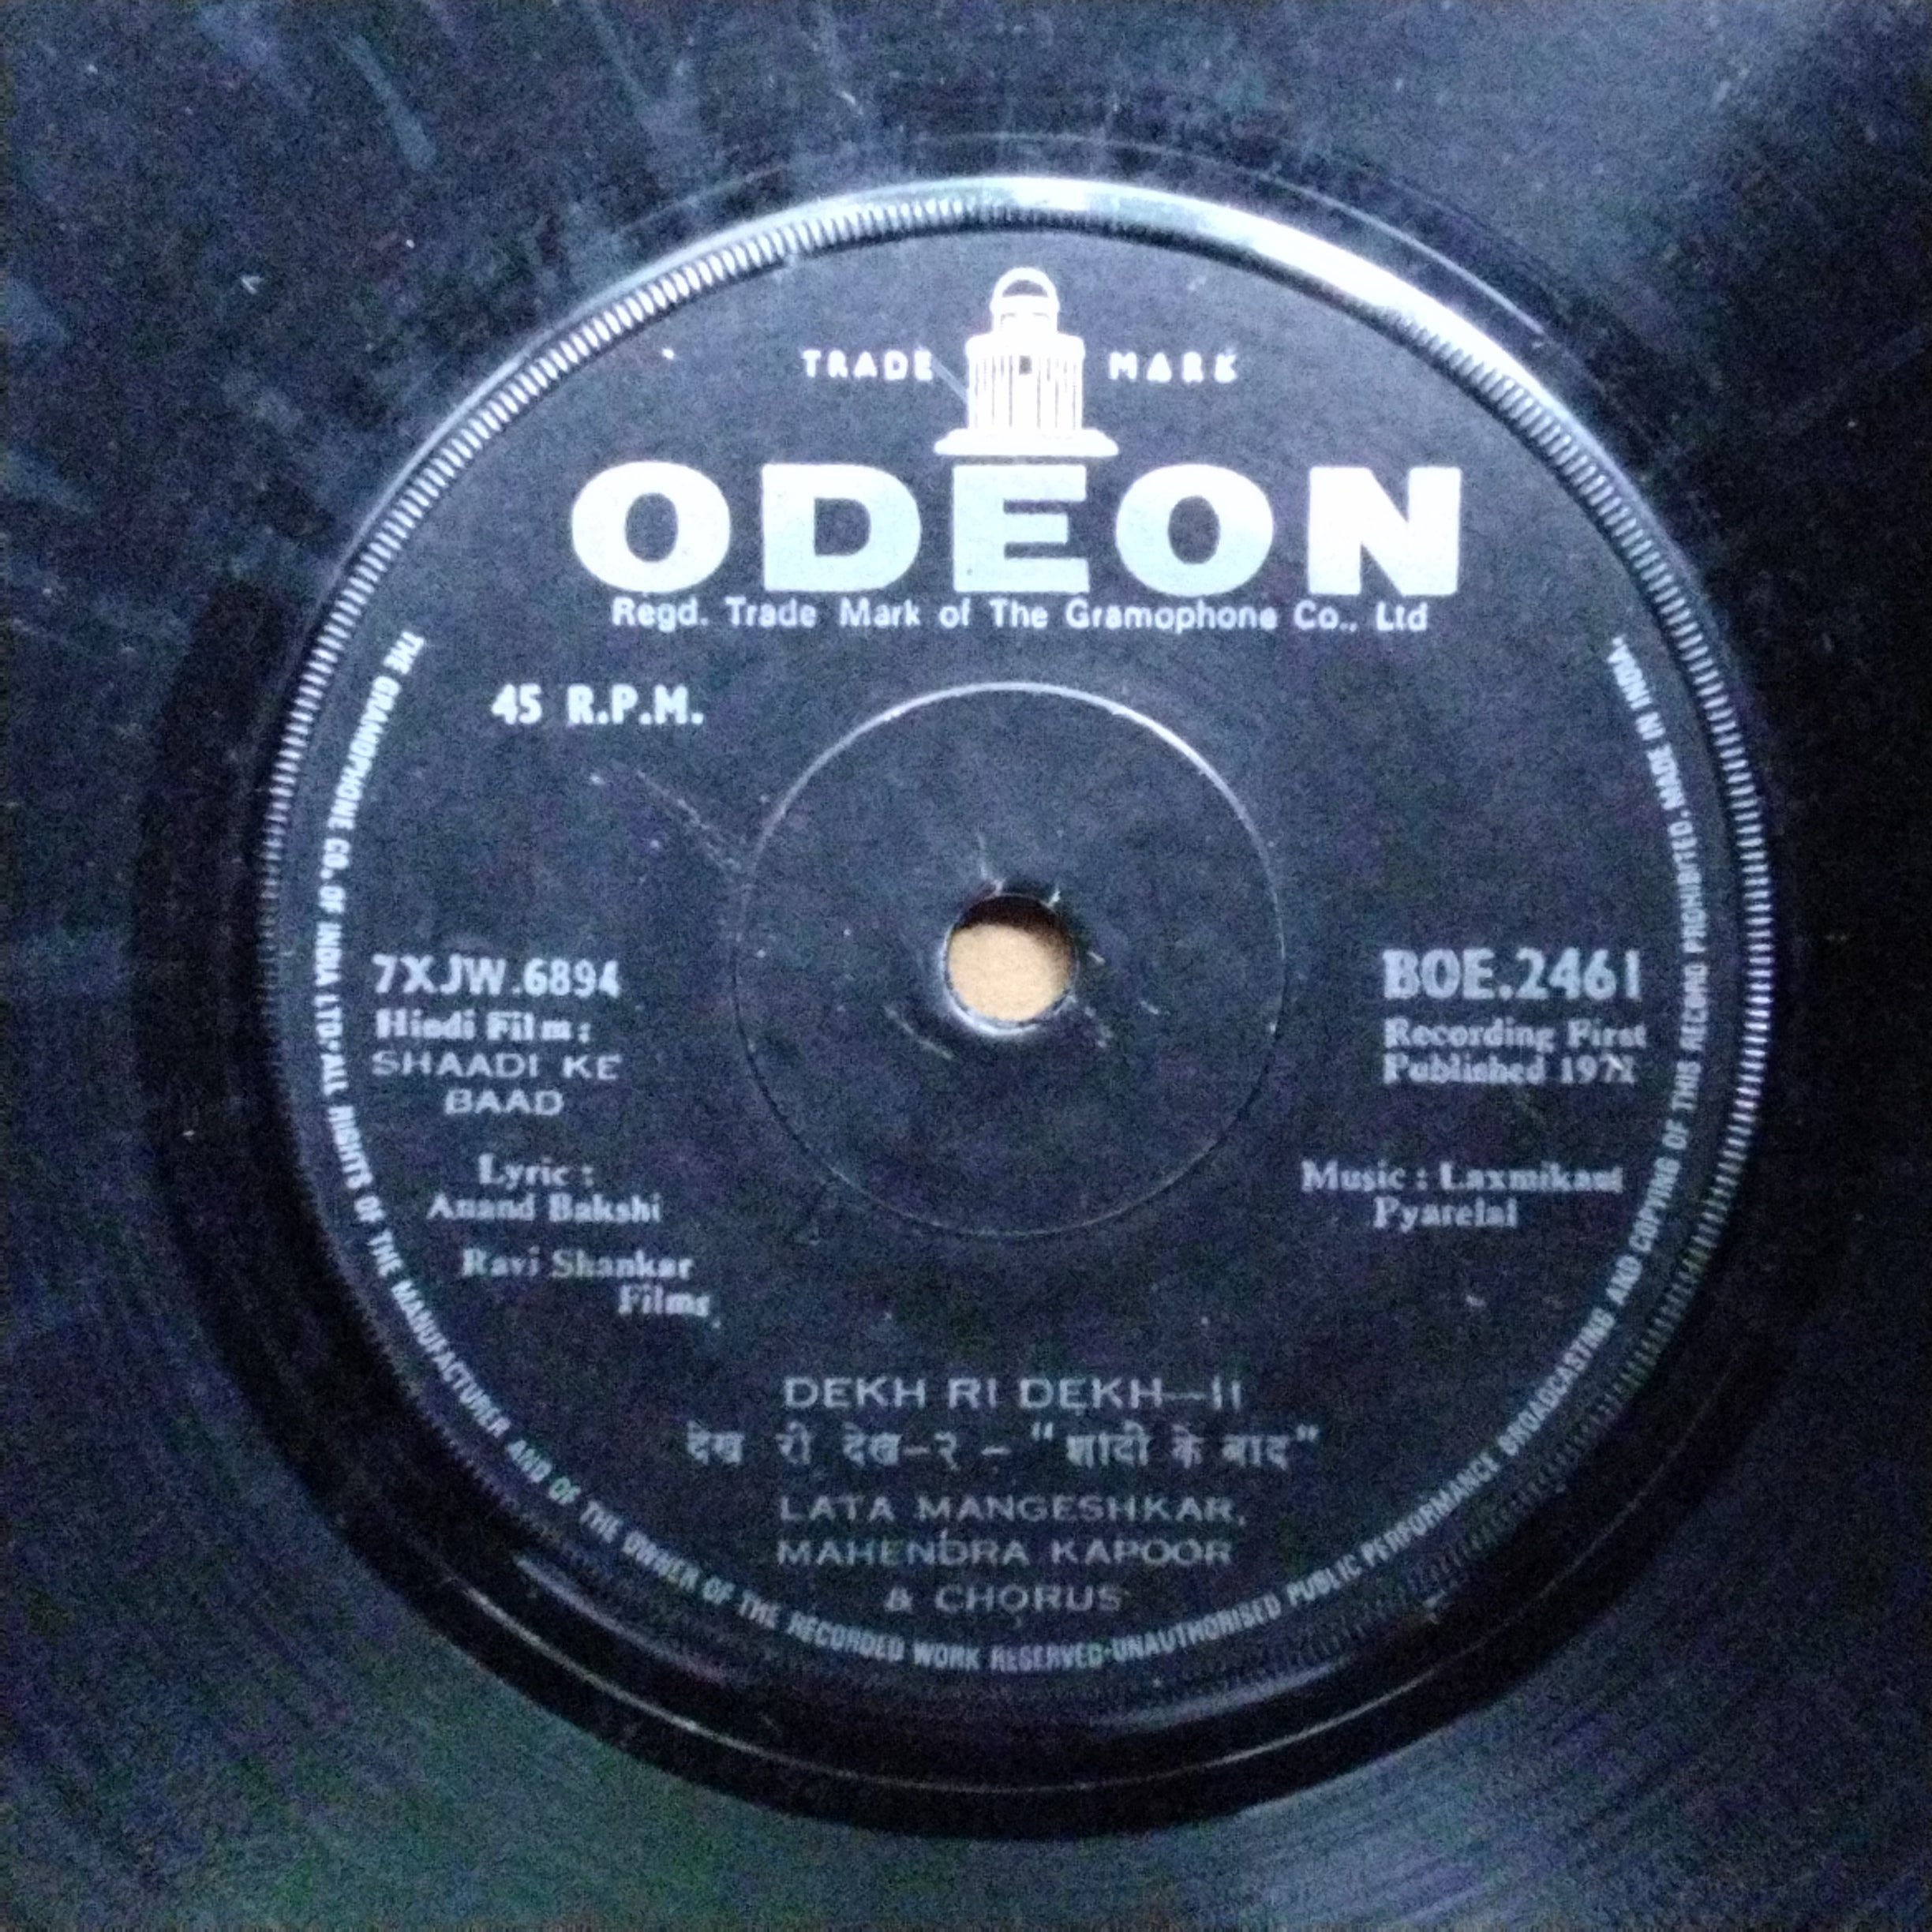 TRADE MARK
ODEON
Regd. Trade Mark of The Gramophone Co., Ltd
45 R.P.M.
7XJW.6894
Hindi Film:
SHAADI KE
BAAD
Lyric :
Anand Bakshi
Ravi Shankar
Films
BOE.2461
Recording First
Published
Music : Laxmikant
Pyarelal
DEKH RI DEKH—II
देख री देख-२ - "शादी के बाद"
LATA MANGESHKAR,
MAHENDRA KAPOOR
& CHORUS
THE GRAMOPHONE CO. OF INDIA LTD·ALL RIGHTS OF THE MANUFACTURER AND OF THE OWNER OF THE RECORDED WORK RESERVED·UNAUTHORISED PUBLIC PERFORMANCE BROADCASTING AND COPYING OF THIS RECORD PROHIBITED·MADE IN INDIA.